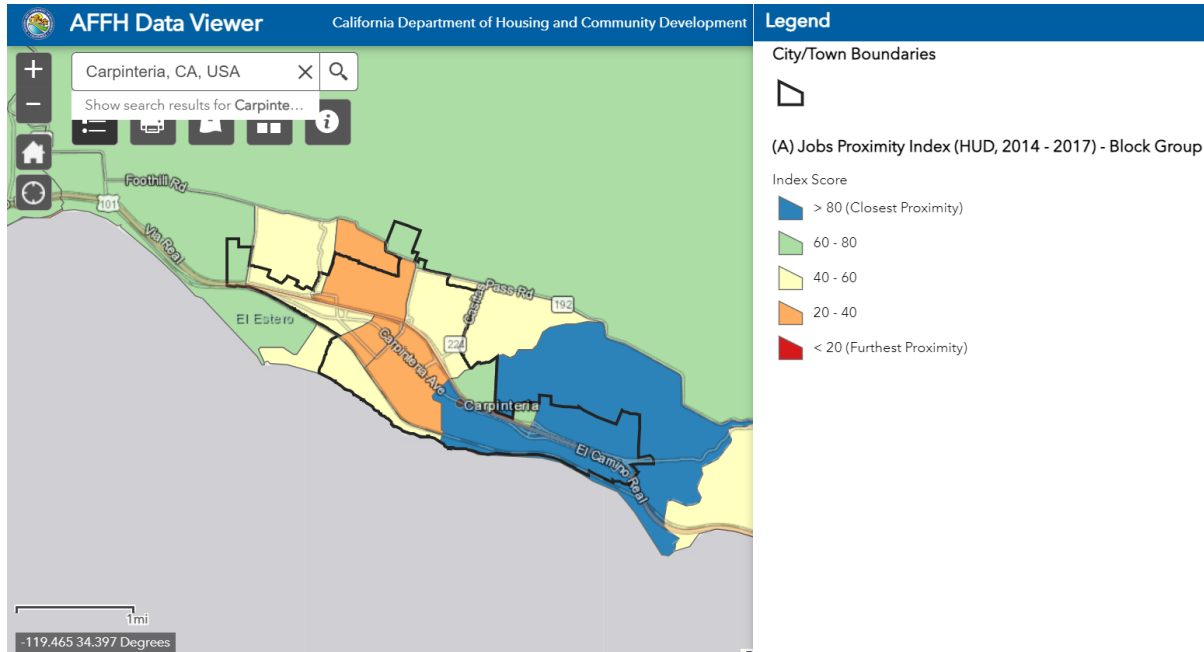 AFFH Data Viewer
California Department of Housing and Community Development
Legend
+
Carpinteria, CA, USA
Show search results for Carpinte...
−
Foothill Rd
101
Via Real
El Estero
Casitas Pass Rd
192
224
Carpinteria Ave
Carpinteria
El Camino Real
1mi
-119.465 34.397 Degrees
City/Town Boundaries
(A) Jobs Proximity Index (HUD, 2014 - 2017) - Block Group
Index Score
> 80 (Closest Proximity)
60 - 80
40 - 60
20 - 40
< 20 (Furthest Proximity)